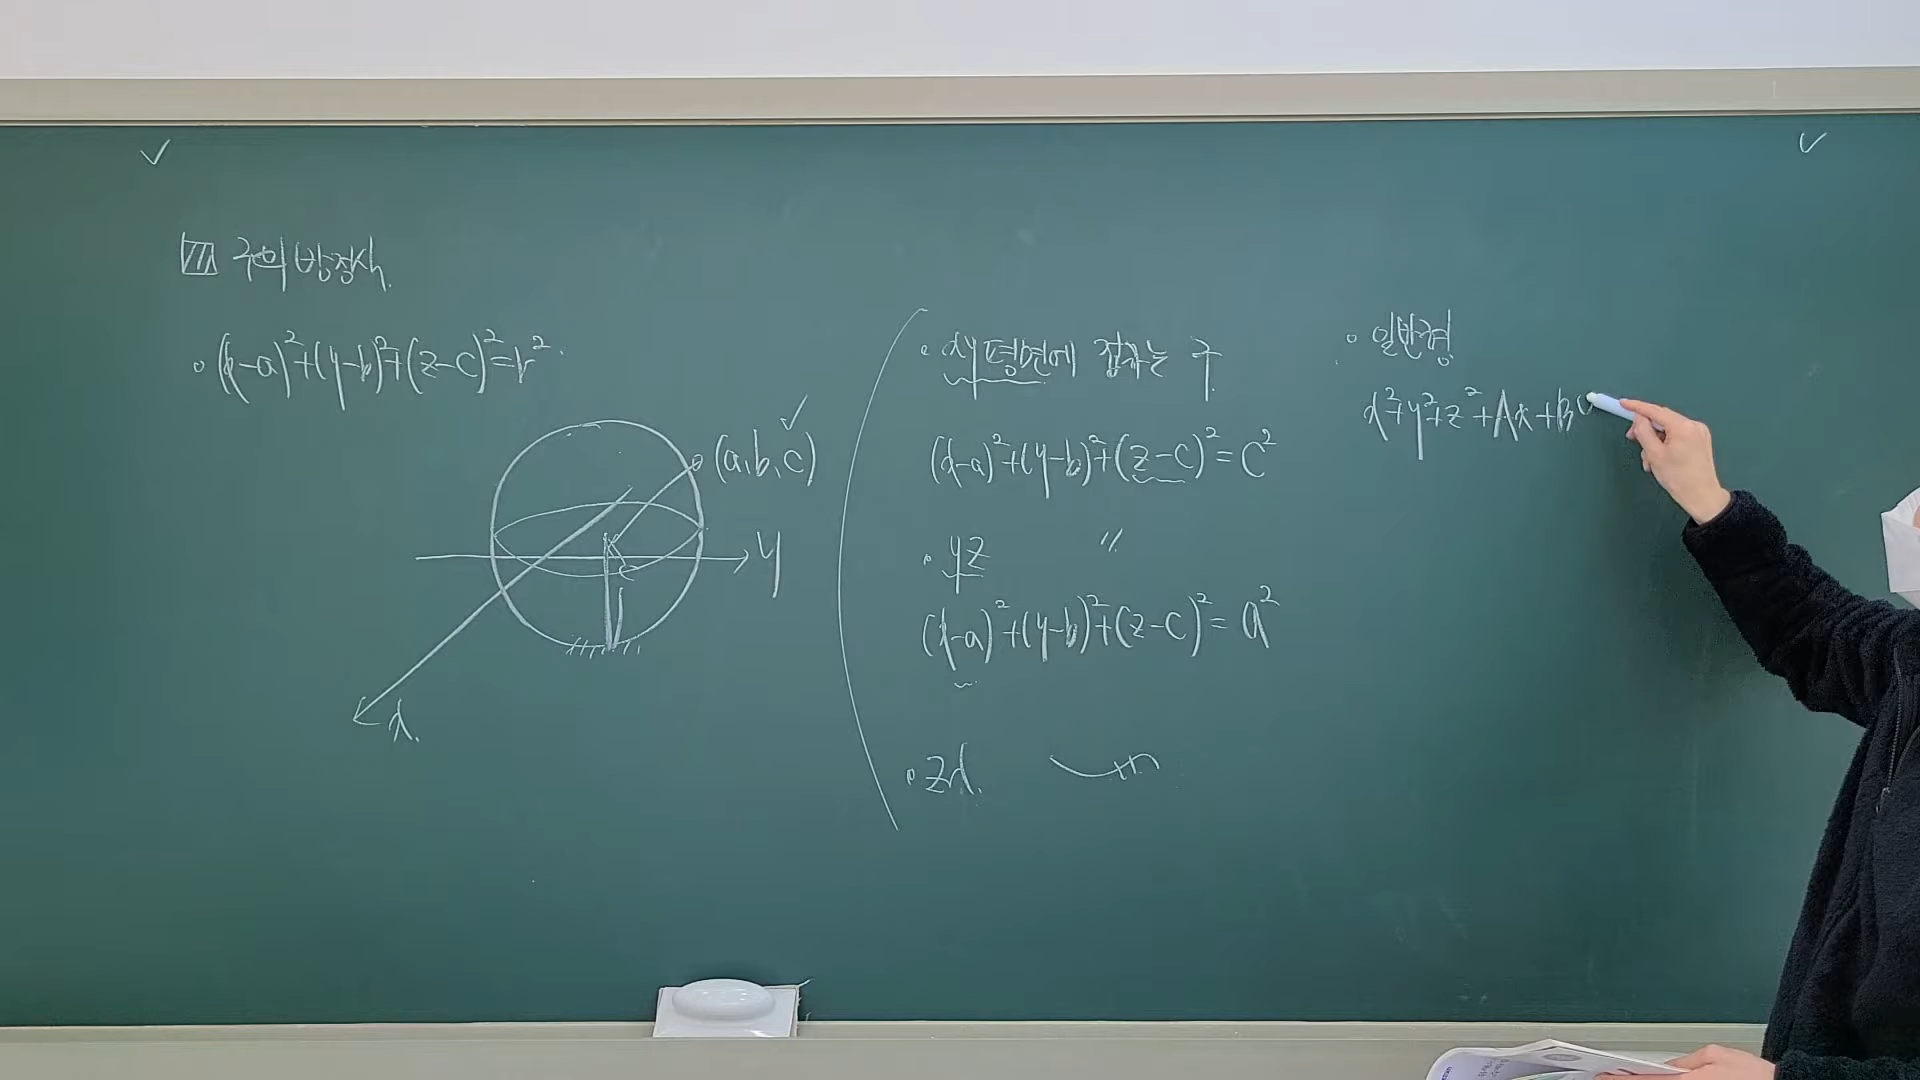 구의 방정식.
(x-a)²+(y-b)²+(z-c)²=r²
(a,b,c)
y
c
x.
xy평면에 접하는 구
(x-a)²+(y-b)²+(z-c)²=c²
yz 〃
(x-a)²+(y-b)²+(z-c)²=a²
zx.
일반형
x²+y²+z²+Ax+By